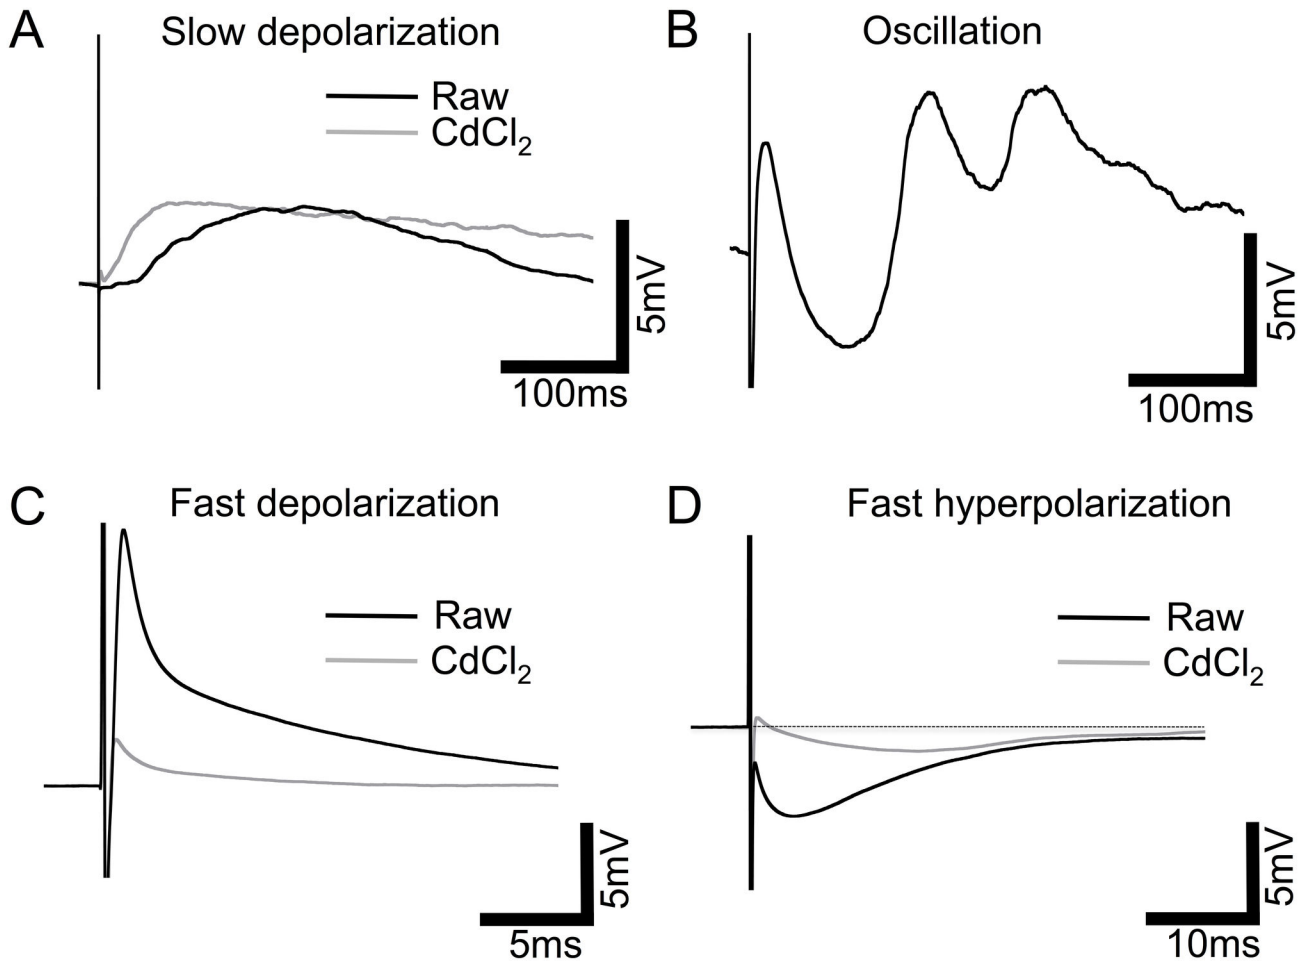 A
Slow depolarization
Raw
CdCl₂
5mV
100ms
B
Oscillation
5mV
100ms
C
Fast depolarization
Raw
CdCl₂
5mV
5ms
D
Fast hyperpolarization
Raw
CdCl₂
5mV
10ms